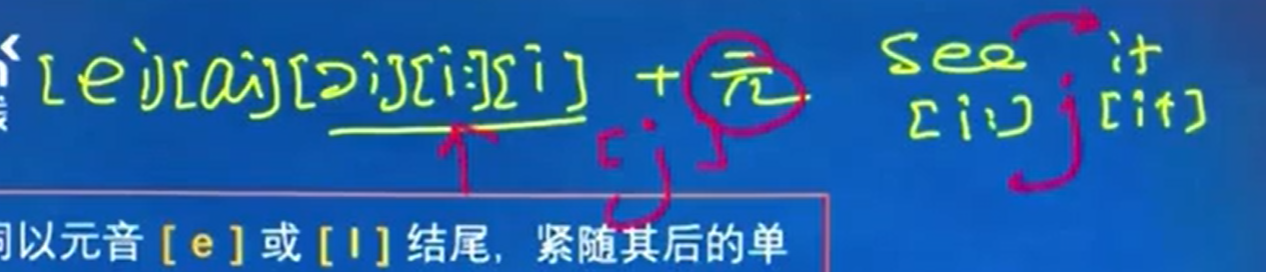 [ei][ai][ɔi][i:][i] + 元 see it
[j] [i:] j [it]
词以元音 [ e ] 或 [ I ] 结尾，紧随其后的单